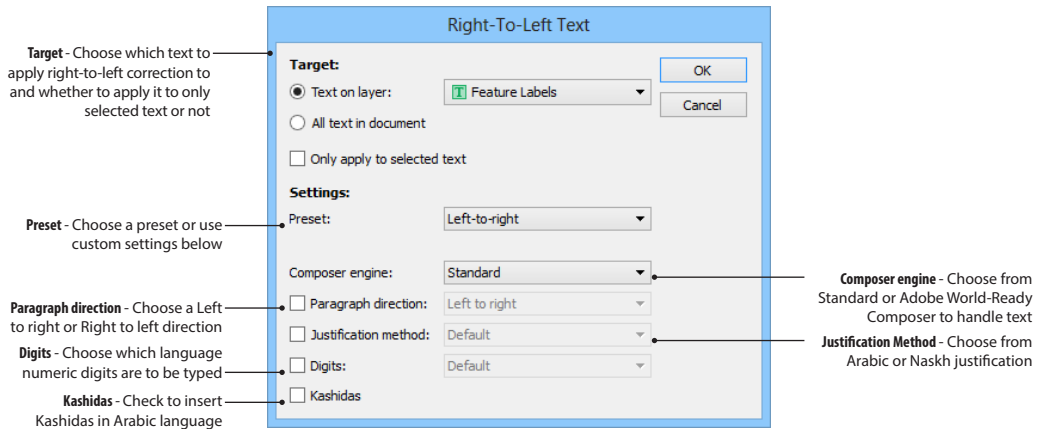 Right-To-Left Text
Target - Choose which text to
apply right-to-left correction to
and whether to apply it to only
selected text or not
Target:
OK
Text on layer:
T Feature Labels
Cancel
All text in document
Only apply to selected text
Settings:
Preset - Choose a preset or use
custom settings below
Preset:
Left-to-right
Composer engine:
Standard
Composer engine - Choose from
Standard or Adobe World-Ready
Composer to handle text
Paragraph direction - Choose a Left
to right or Right to left direction
Paragraph direction:
Left to right
Justification method:
Default
Justification Method - Choose from
Arabic or Naskh justification
Digits - Choose which language
numeric digits are to be typed
Digits:
Default
Kashidas - Check to insert
Kashidas in Arabic language
Kashidas